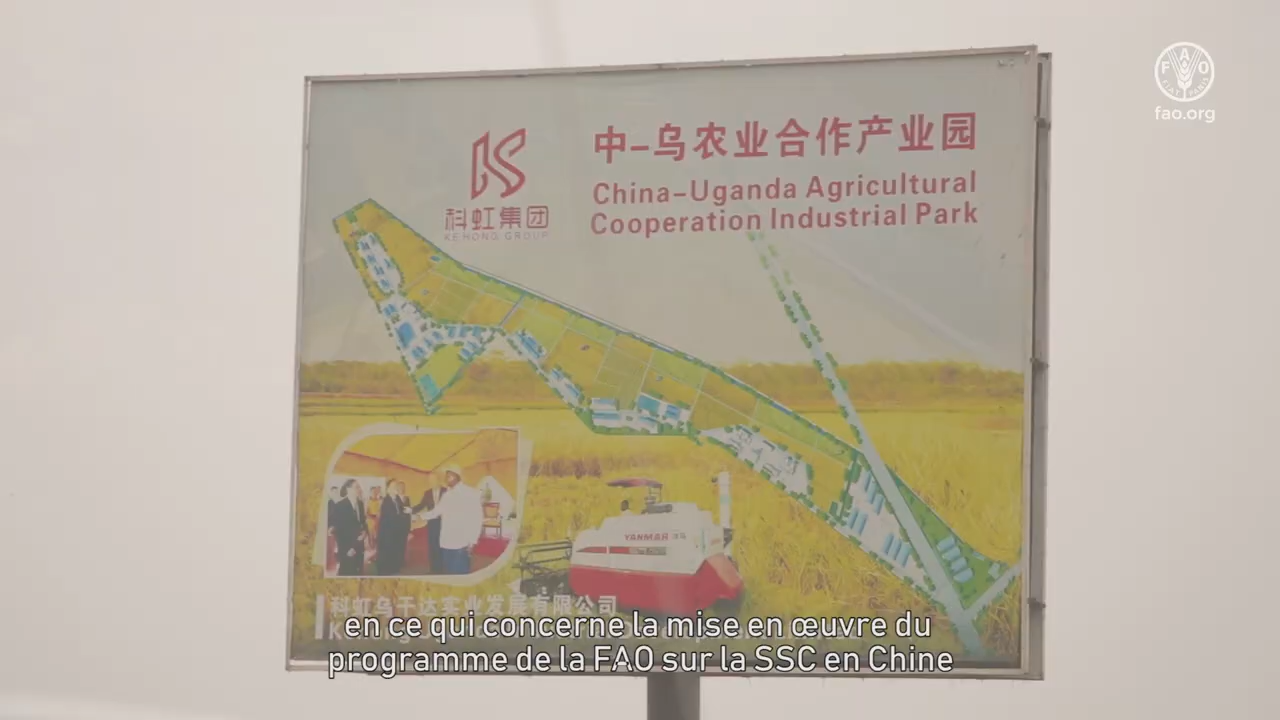 F A O
FIAT PANIS
fao.org
中-乌农业合作产业园
China-Uganda Agricultural
Cooperation Industrial Park
科虹集团
KEHONG GROUP
YANMAR
科虹乌干达实业发展有限公司
en ce qui concerne la mise en œuvre du
programme de la FAO sur la SSC en Chine